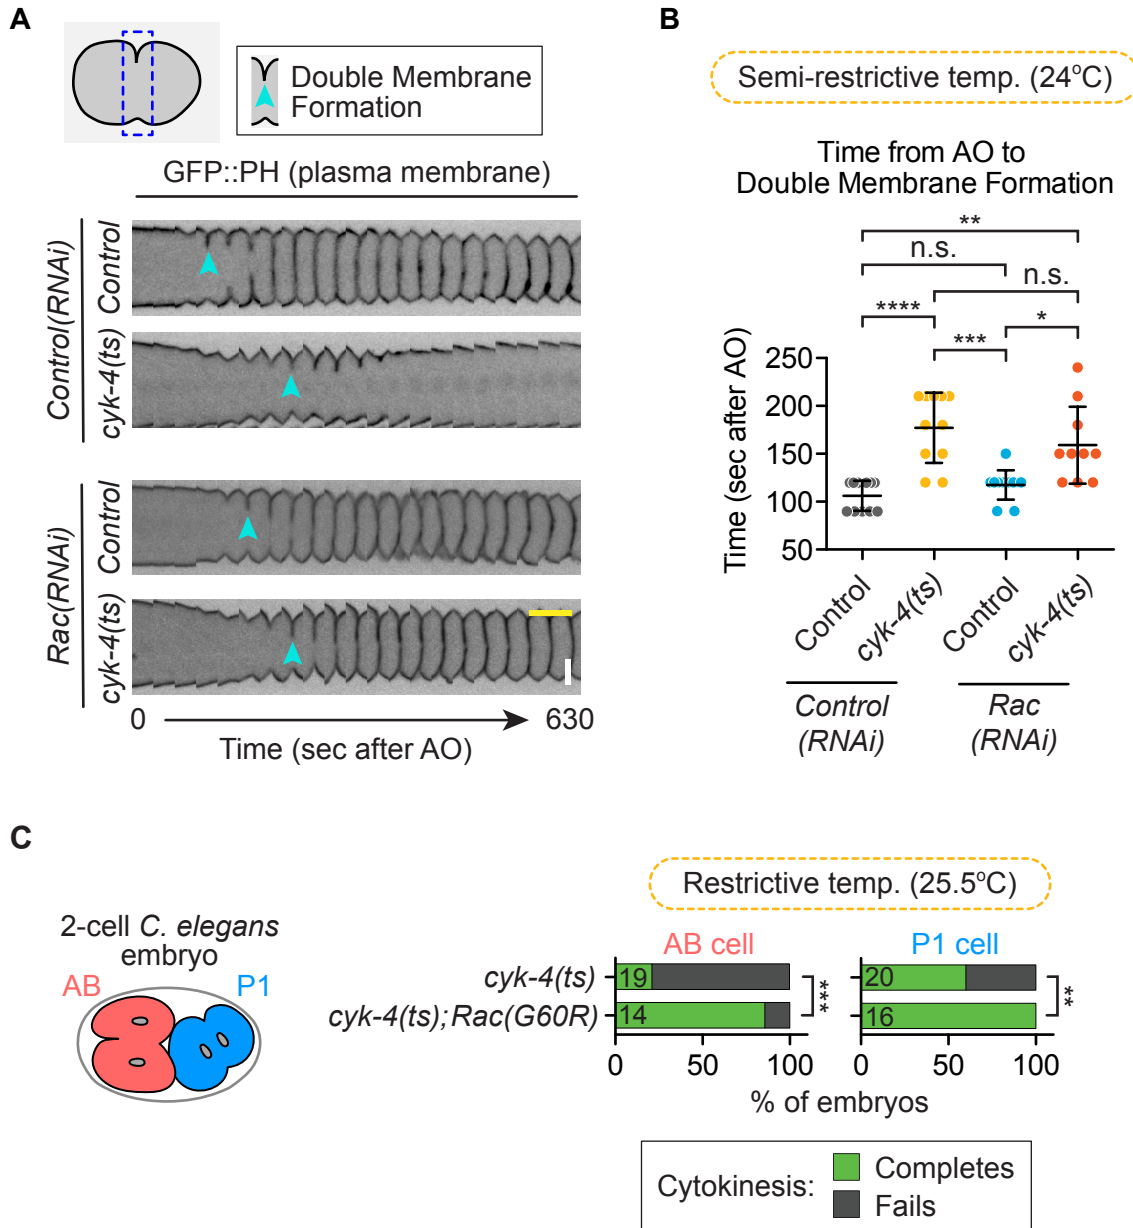 A
Double Membrane
Formation
GFP::PH (plasma membrane)
Control(RNAi)
Control
cyk-4(ts)
Rac(RNAi)
Control
cyk-4(ts)
0
630
Time (sec after AO)
B
Semi-restrictive temp. (24°C)
Time from AO to
Double Membrane Formation
**
n.s.
n.s.
****
*
***
Time (sec after AO)
250
200
150
100
50
Control
cyk-4(ts)
Control
cyk-4(ts)
Control
(RNAi)
Rac
(RNAi)
C
Restrictive temp. (25.5°C)
2-cell C. elegans
embryo
AB
P1
AB cell
P1 cell
cyk-4(ts)
19
20
cyk-4(ts);Rac(G60R)
14
16
***
**
0
50
100
0
50
100
% of embryos
Cytokinesis:
Completes
Fails